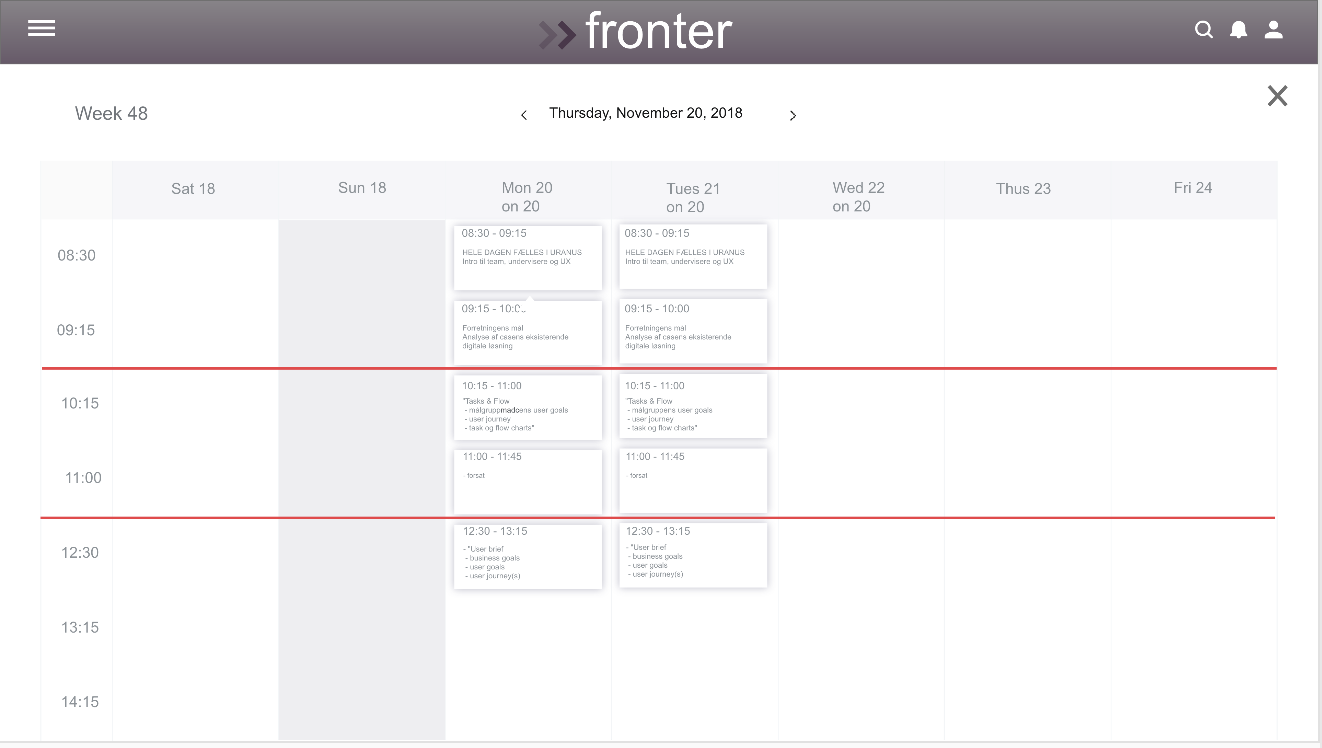 fronter
Week 48
Thursday, November 20, 2018
Sat 18
Sun 18
Mon 20
on 20
Tues 21
on 20
Wed 22
on 20
Thus 23
Fri 24
08:30
09:15
10:15
11:00
12:30
13:15
14:15
08:30 - 09:15
HELE DAGEN FÆLLES I URANUS
Intro til team, undervisere og UX
09:15 - 10:0..
Forretningens mål
Analyse af casens eksisterende
digitale løsning
10:15 - 11:00
"Tasks & Flow
- målgruppmadcens user goals
- user journey
- task og flow charts"
11:00 - 11:45
- forsat
12:30 - 13:15
- "User brief
- business goals
- user goals
- user journey(s)
08:30 - 09:15
HELE DAGEN FÆLLES I URANUS
Intro til team, undervisere og UX
09:15 - 10:00
Forretningens mål
Analyse af casens eksisterende
digitale løsning
10:15 - 11:00
"Tasks & Flow
- målgruppens user goals
- user journey
- task og flow charts"
11:00 - 11:45
- forsat
12:30 - 13:15
- "User brief
- business goals
- user goals
- user journey(s)